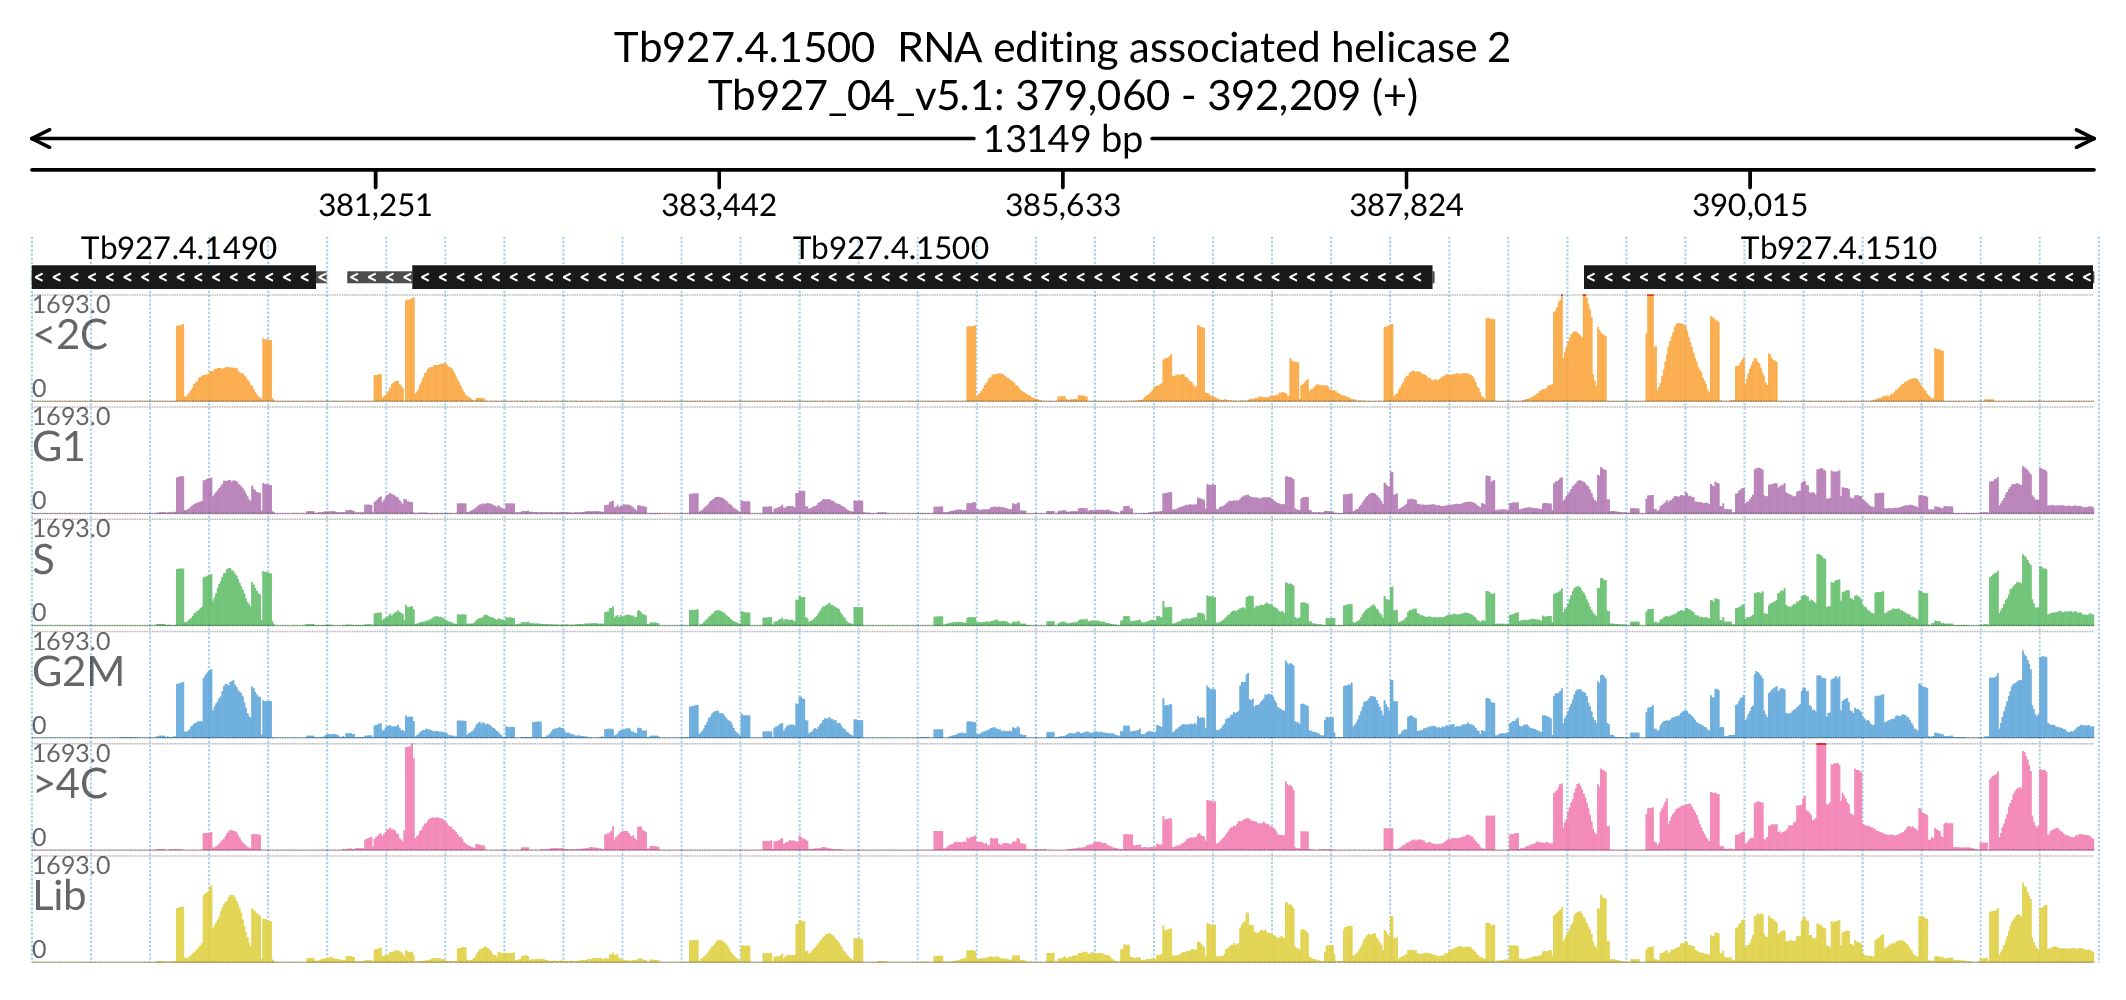 Tb927.4.1500  RNA editing associated helicase 2
Tb927_04_v5.1: 379,060 - 392,209 (+)
13149 bp
381,251 383,442 385,633 387,824 390,015
Tb927.4.1490 Tb927.4.1500 Tb927.4.1510
1693.0
<2C
0
1693.0
G1
0
1693.0
S
0
1693.0
G2M
0
1693.0
>4C
0
1693.0
Lib
0